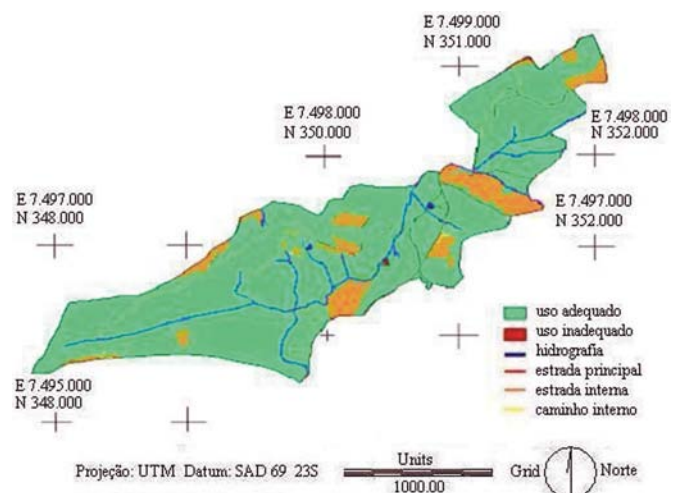 E 7.499.000
N 351.000
E 7.498.000
N 350.000
E 7.498.000
N 352.000
E 7.497.000
N 348.000
E 7.497.000
N 352.000
uso adequado
uso inadequado
hidrografia
estrada principal
estrada interna
caminho interno
E 7.495.000
N 348.000
Projeção: UTM Datum: SAD 69 23S
Units
1000.00
Grid
Norte